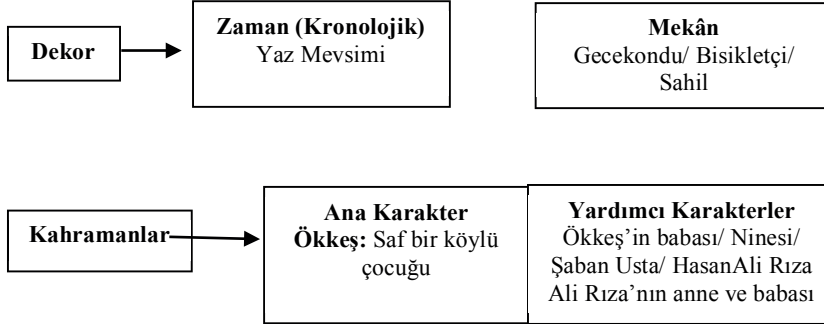 Dekor
Zaman (Kronolojik)
Yaz Mevsimi
Mekân
Gecekondu/ Bisikletçi/
Sahil
Kahramanlar
Ana Karakter
Ökkeş: Saf bir köylü
çocuğu
Yardımcı Karakterler
Ökkeş’in babası/ Ninesi/
Şaban Usta/ HasanAli Rıza
Ali Rıza’nın anne ve babası